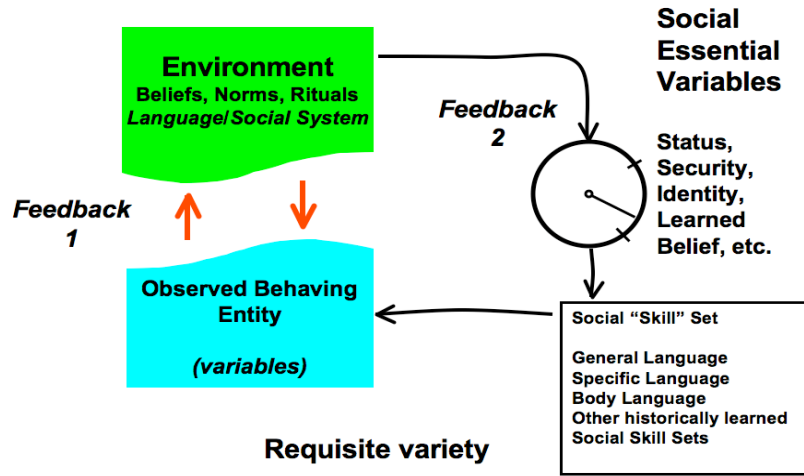 Environment
Beliefs, Norms, Rituals
Language/Social System
Feedback
1
Observed Behaving
Entity
(variables)
Feedback
2
Social
Essential
Variables
Status,
Security,
Identity,
Learned
Belief, etc.
Social “Skill” Set
General Language
Specific Language
Body Language
Other historically learned
Social Skill Sets
Requisite variety